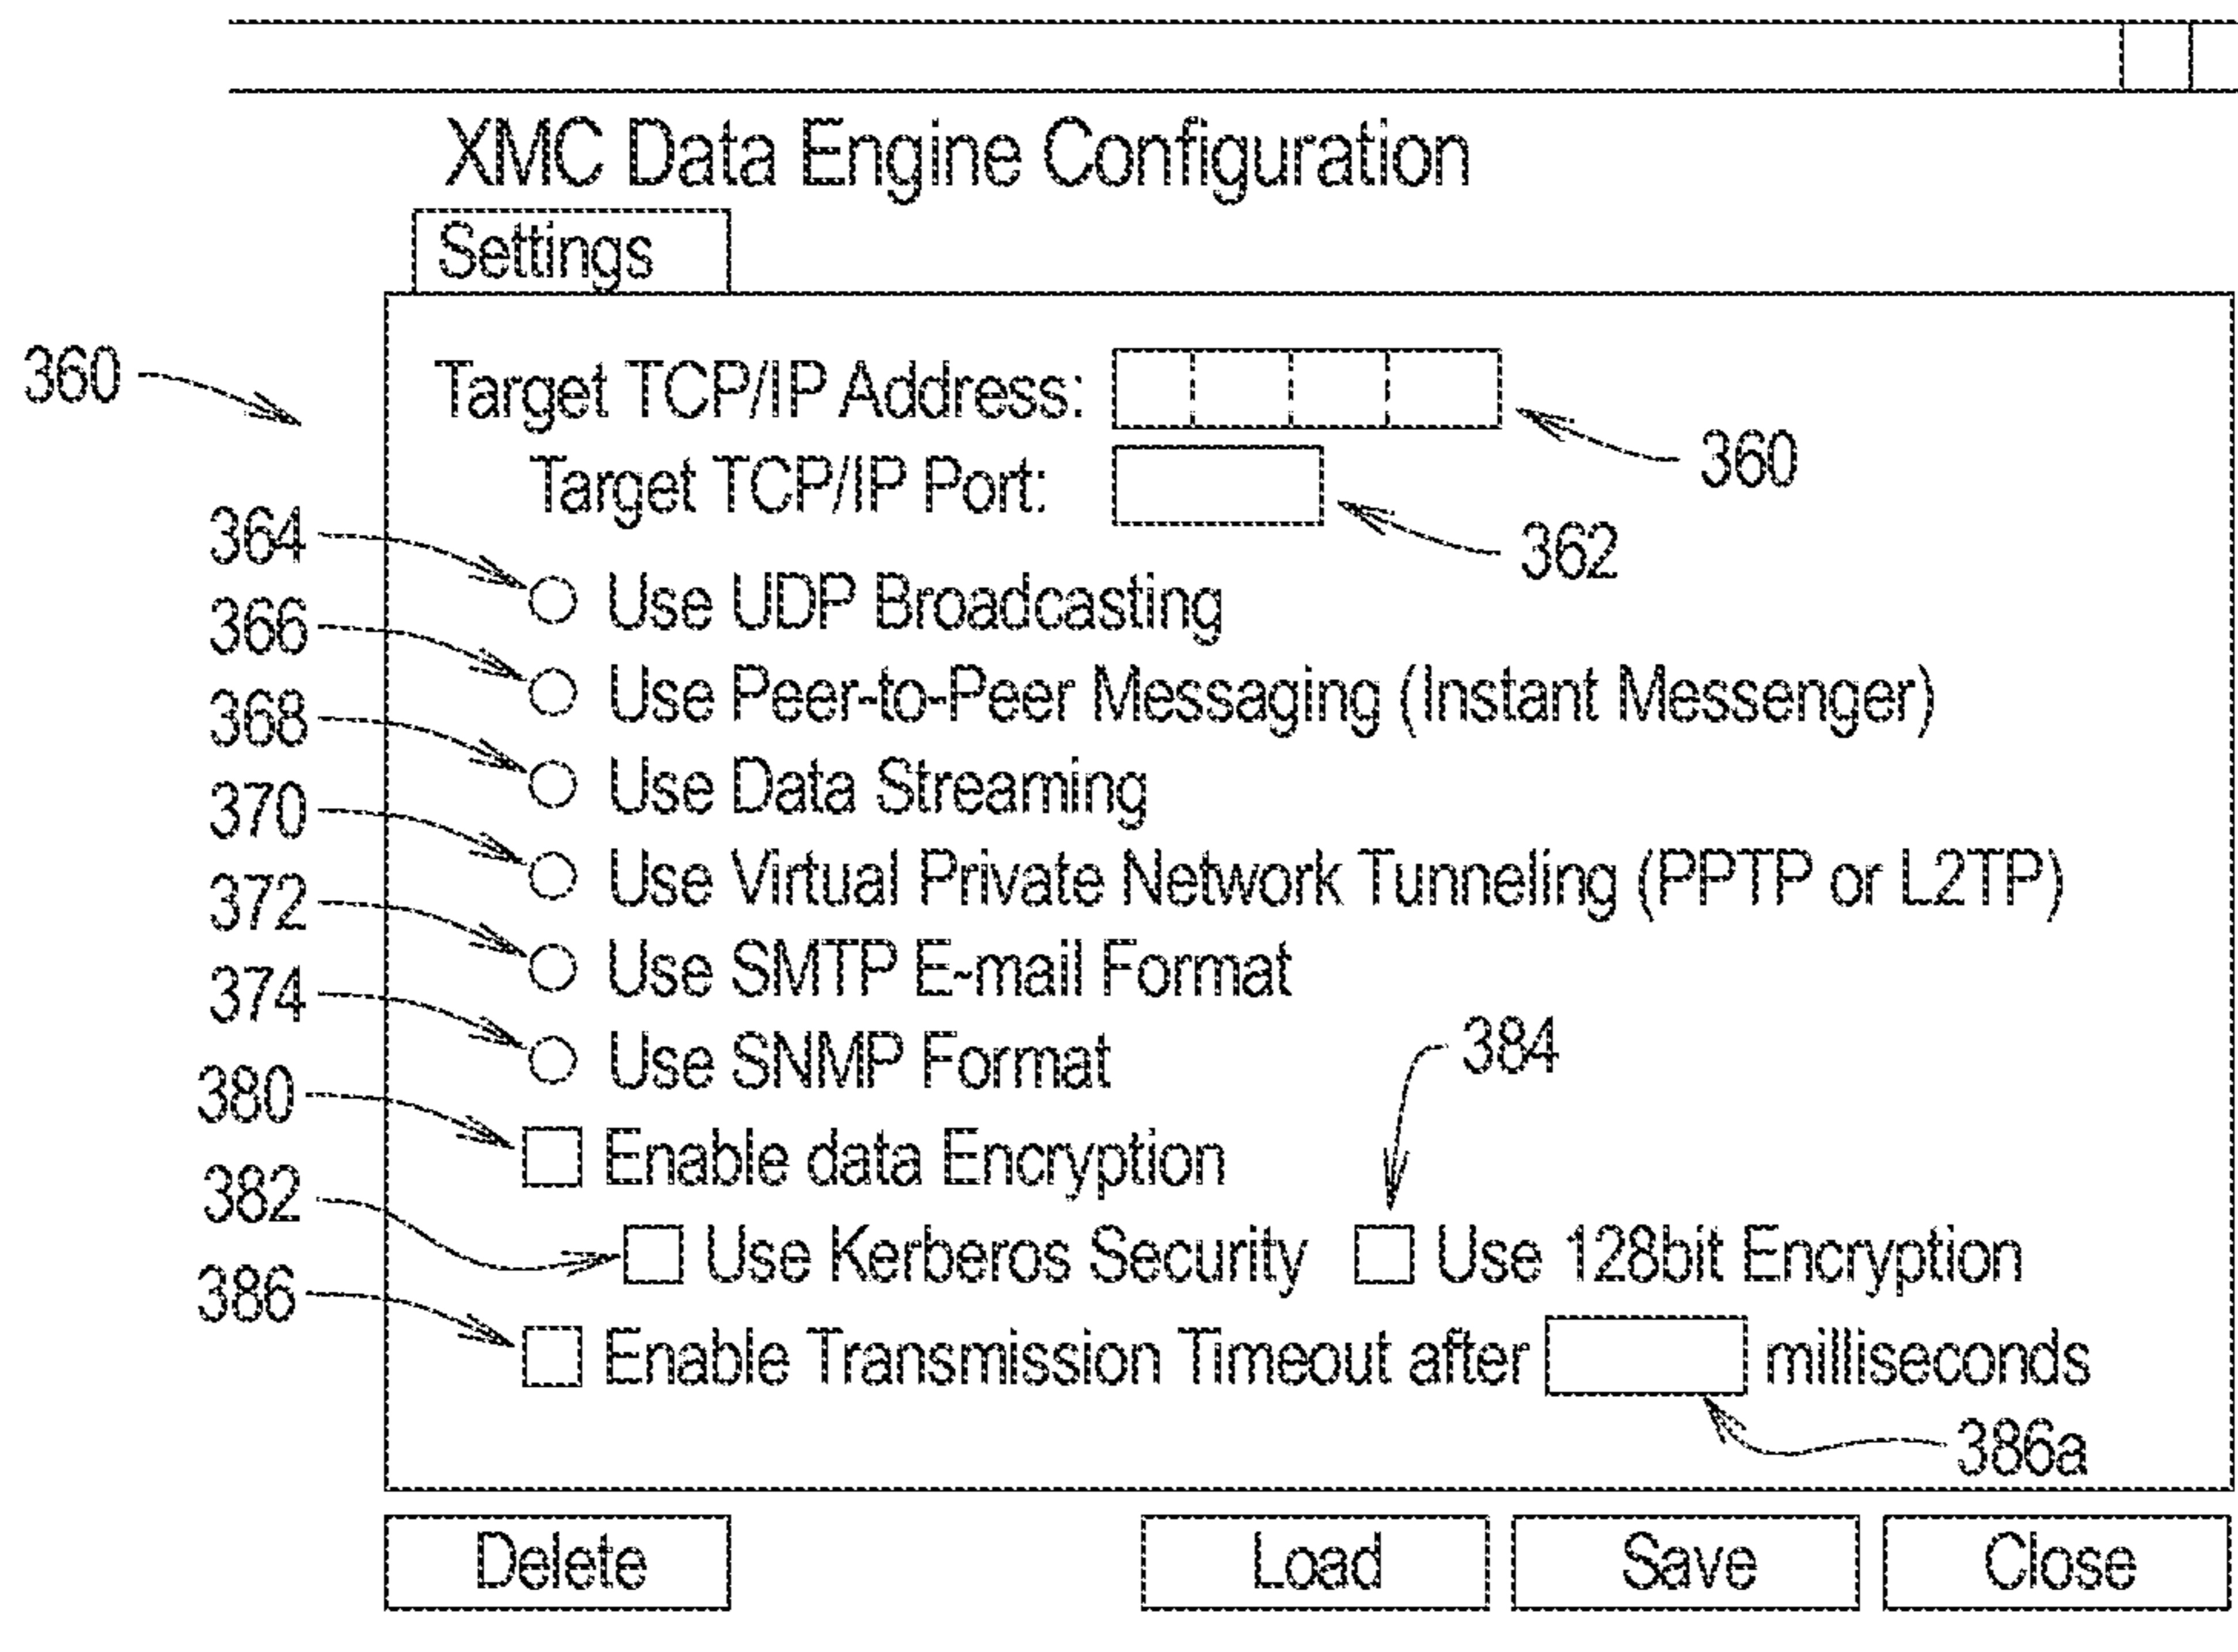 XMC Data Engine Configuration
Settings
360
Target TCP/IP Address:
360
Target TCP/IP Port:
362
364
Use UDP Broadcasting
366
Use Peer-to-Peer Messaging (Instant Messenger)
368
Use Data Streaming
370
Use Virtual Private Network Tunneling (PPTP or L2TP)
372
Use SMTP E-mail Format
374
Use SNMP Format
384
380
Enable data Encryption
382
Use Kerberos Security Use 128bit Encryption
386
Enable Transmission Timeout after milliseconds
386a
Delete Load Save Close